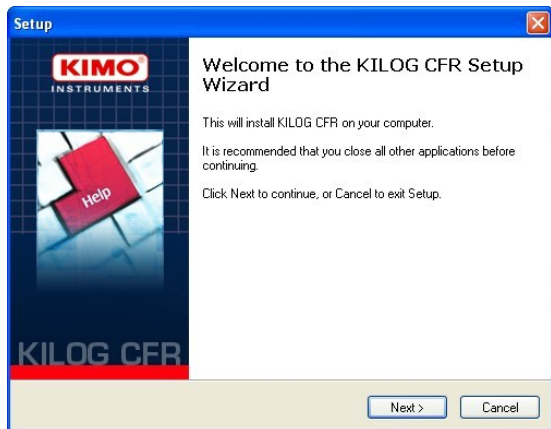 Setup
KIMO®
INSTRUMENTS
Help
KILOG CFR
Welcome to the KILOG CFR Setup
Wizard
This will install KILOG CFR on your computer.
It is recommended that you close all other applications before
continuing.
Click Next to continue, or Cancel to exit Setup.
Next >
Cancel